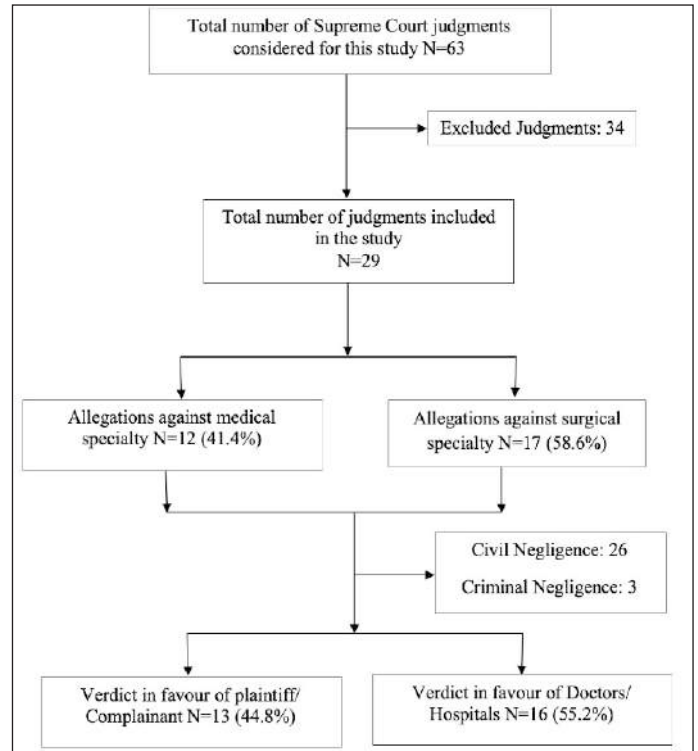 Total number of Supreme Court judgments
considered for this study N=63
Excluded Judgments: 34
Total number of judgments included
in the study
N=29
Allegations against medical
specialty N=12 (41.4%)
Allegations against surgical
specialty N=17 (58.6%)
Civil Negligence: 26
Criminal Negligence: 3
Verdict in favour of plaintiff/
Complainant N=13 (44.8%)
Verdict in favour of Doctors/
Hospitals N=16 (55.2%)